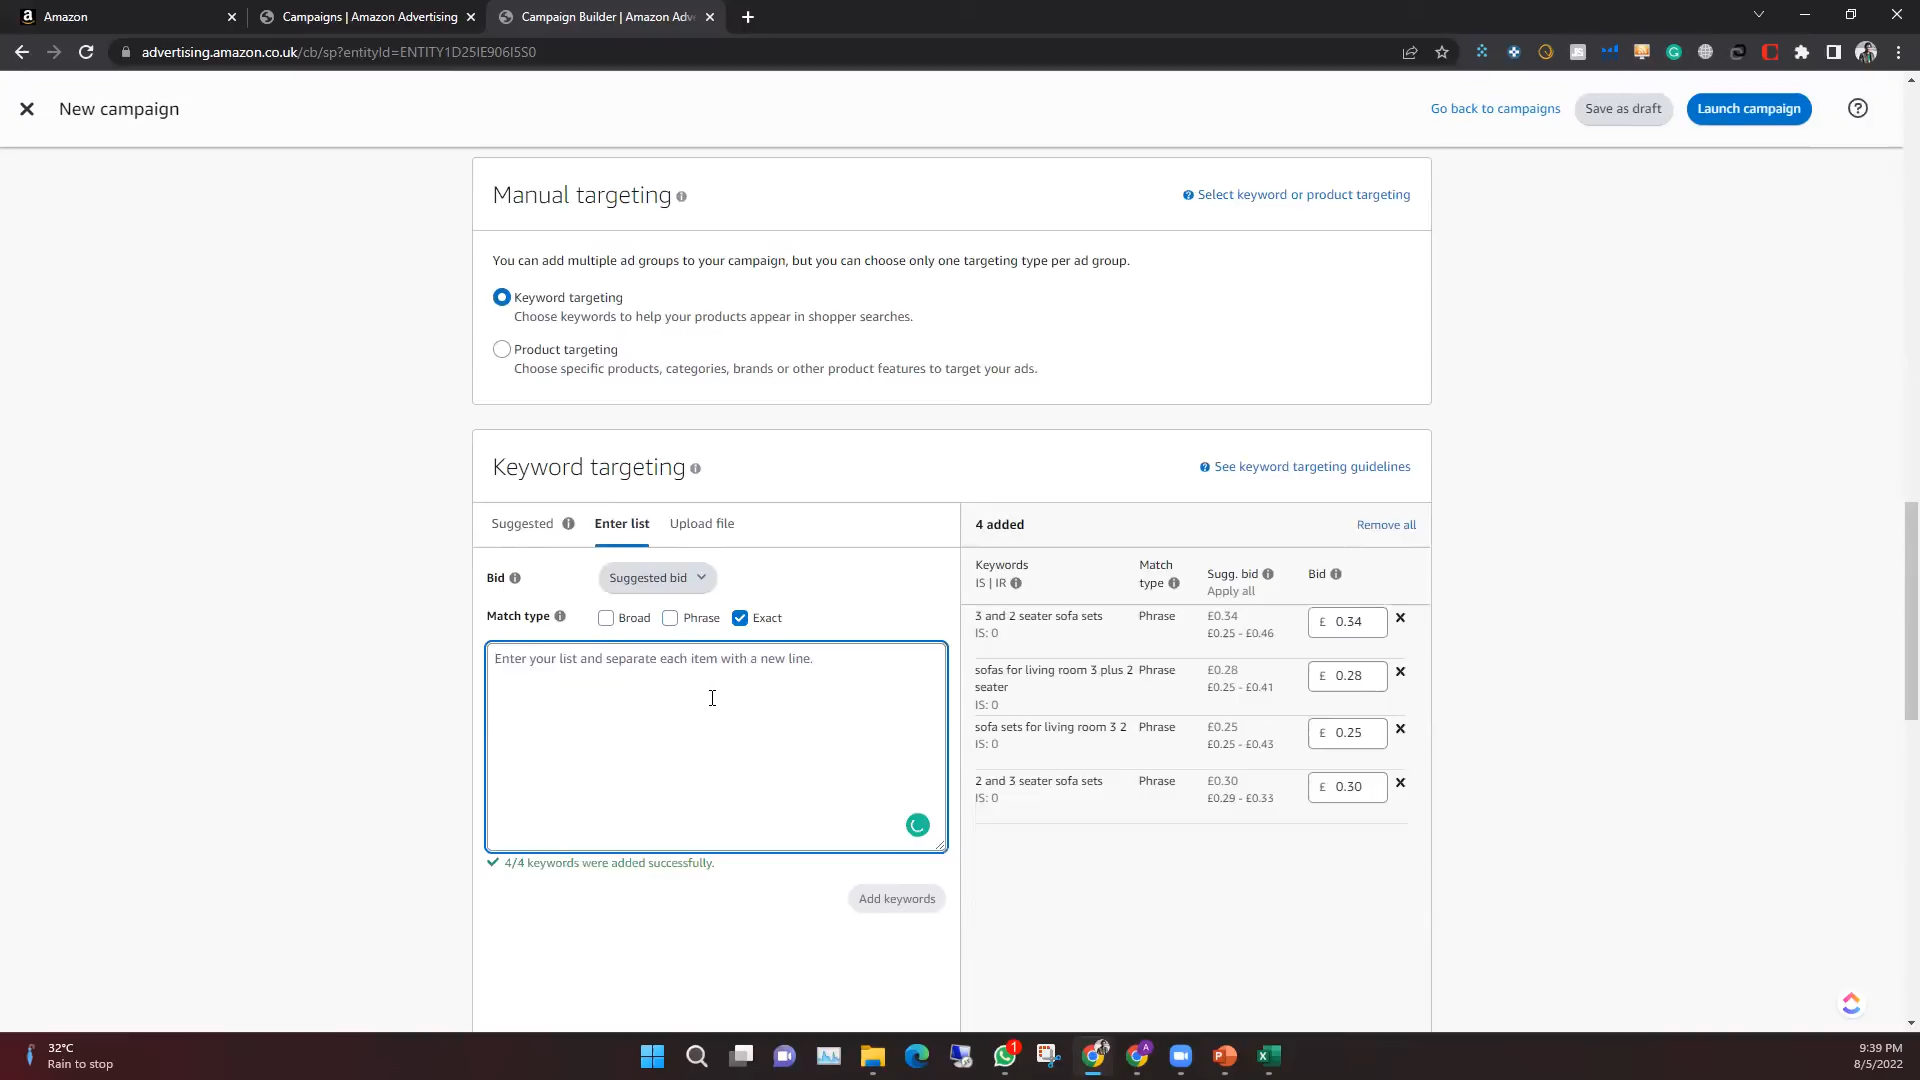 Amazon
Campaigns | Amazon Advertising
Campaign Builder | Amazon Adv
advertising.amazon.co.uk/cb/sp?entityId=ENTITY1D25IE906I5S0
New campaign
Go back to campaigns
Save as draft
Launch campaign
Manual targeting
Select keyword or product targeting
You can add multiple ad groups to your campaign, but you can choose only one targeting type per ad group.
Keyword targeting
Choose keywords to help your products appear in shopper searches.
Product targeting
Choose specific products, categories, brands or other product features to target your ads.
Keyword targeting
See keyword targeting guidelines
Suggested
Enter list
Upload file
4 added
Remove all
Bid
Suggested bid
Match type
Broad
Phrase
Exact
Enter your list and separate each item with a new line.
4/4 keywords were added successfully.
Add keywords
Keywords
IS | IR
Match
type
Sugg. bid
Apply all
Bid
3 and 2 seater sofa sets
IS: 0
Phrase
£0.34
£0.25 - £0.46
£ 0.34
sofas for living room 3 plus 2
seater
IS: 0
Phrase
£0.28
£0.25 - £0.41
£ 0.28
sofa sets for living room 3 2
IS: 0
Phrase
£0.25
£0.25 - £0.43
£ 0.25
2 and 3 seater sofa sets
IS: 0
Phrase
£0.30
£0.29 - £0.33
£ 0.30
32°C
Rain to stop
1
A
9:39 PM
8/5/2022